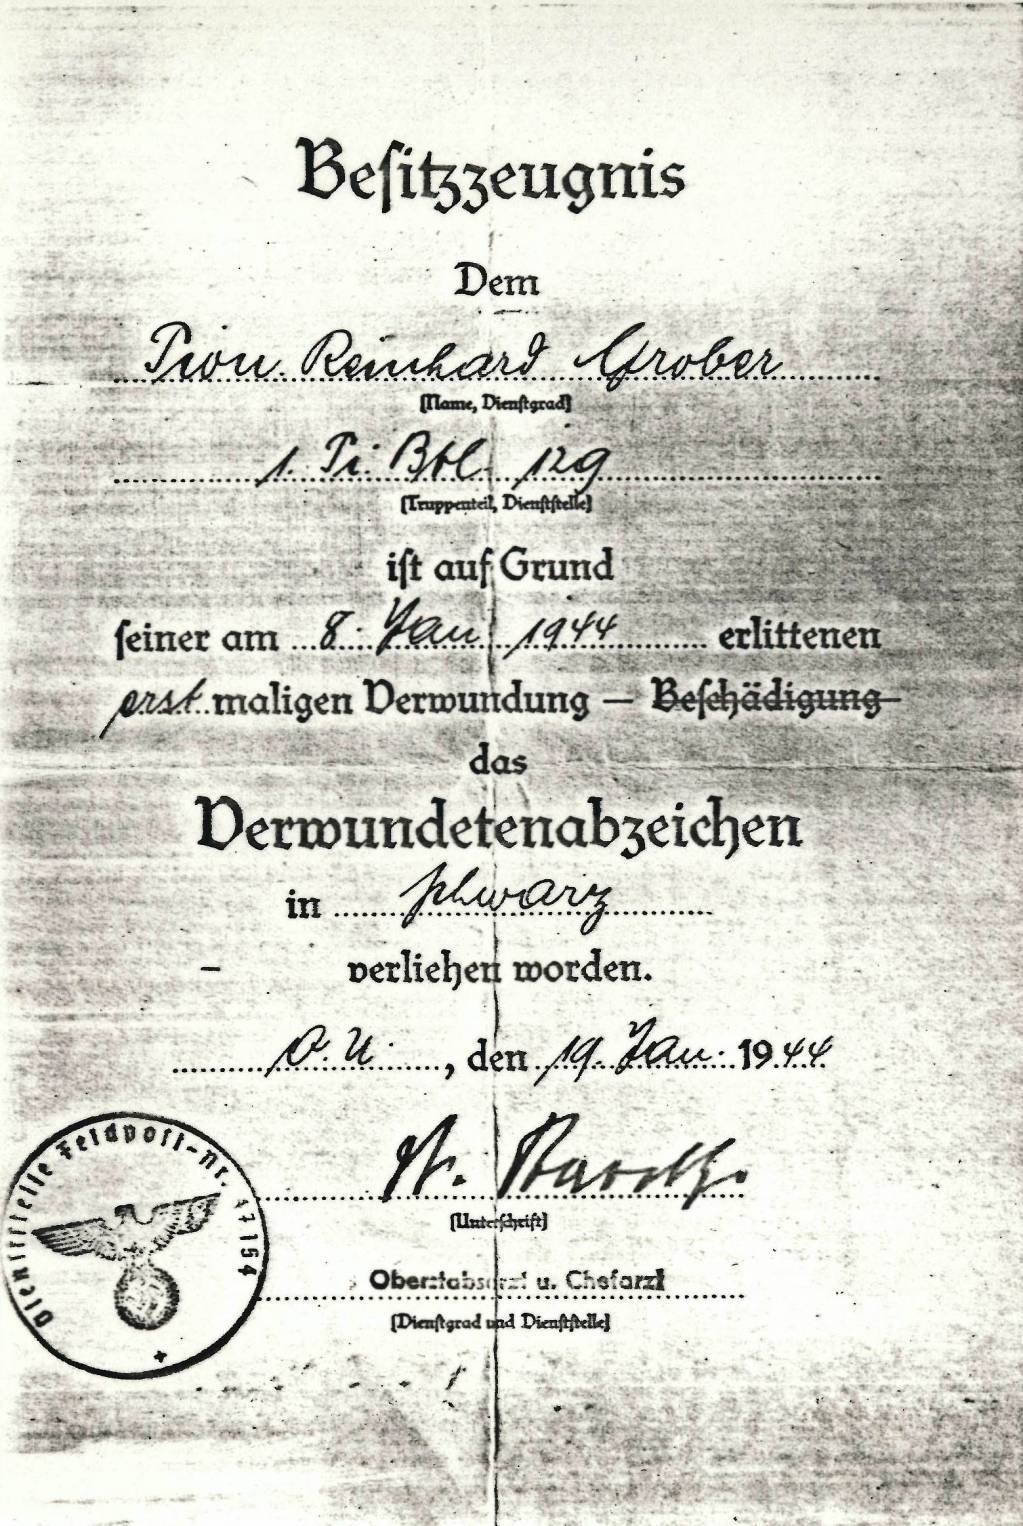 Besitzzeugnis
Dem
Pion. Reinhard Grober
[Name, Dienstgrad]
1. Pi. Btl. 129
[Truppenteil, Dienststelle]
ist auf Grund
seiner am 8. Jan. 1944 erlittenen
erst maligen Verwundung – Beschädigung
das
Verwundetenabzeichen
in schwarz
verliehen worden.
O.U. , den 19. Jan. 1944
[Unterschrift]
Oberstabsarzt u. Chefarzt
[Dienstgrad und Dienststelle]
Dienststelle Feldpost-Nr. 47154